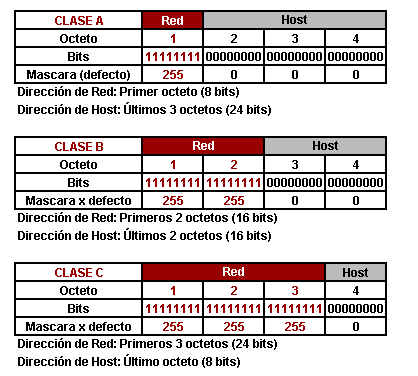 CLASE A Red Host
Octeto 1 2 3 4
Bits 11111111 00000000 00000000 00000000
Mascara (defecto) 255 0 0 0
Dirección de Red: Primer octeto (8 bits)
Dirección de Host: Últimos 3 octetos (24 bits)
CLASE B Red Host
Octeto 1 2 3 4
Bits 11111111 11111111 00000000 00000000
Mascara x defecto 255 255 0 0
Dirección de Red: Primeros 2 octetos (16 bits)
Dirección de Host: Últimos 2 octetos (16 bits)
CLASE C Red Host
Octeto 1 2 3 4
Bits 11111111 11111111 11111111 00000000
Mascara x defecto 255 255 255 0
Dirección de Red: Primeros 3 octetos (24 bits)
Dirección de Host: Último octeto (8 bits)